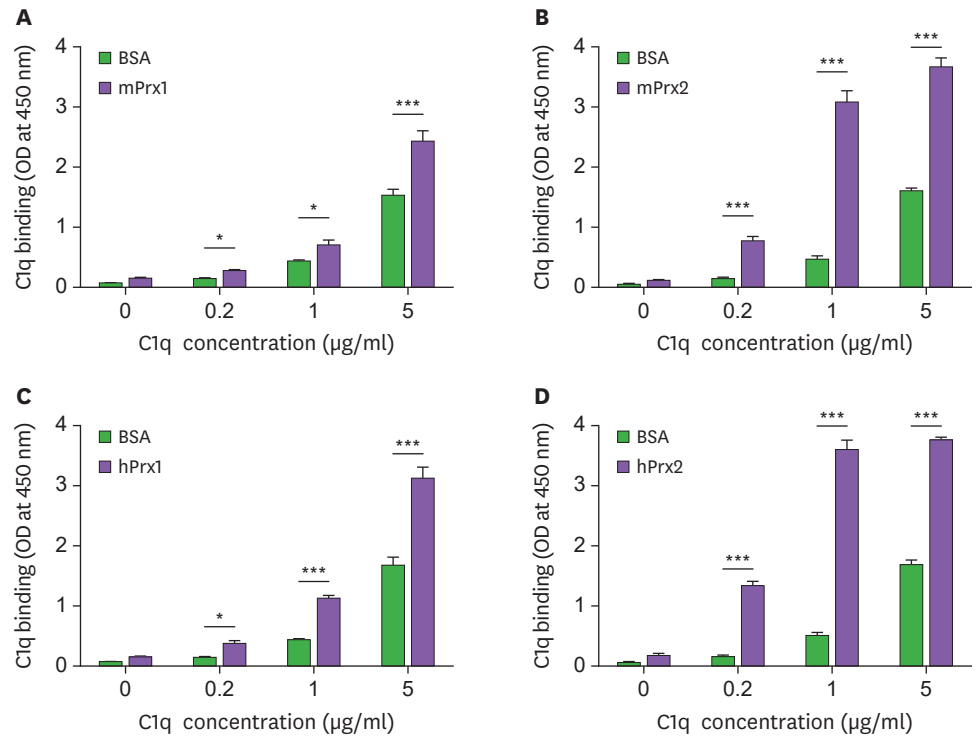 A
C1q binding (OD at 450 nm)
4
3
2
1
0
BSA
mPrx1
*
*
***
0 0.2 1 5
C1q concentration (µg/ml)
B
C1q binding (OD at 450 nm)
4
3
2
1
0
BSA
mPrx2
***
***
***
0 0.2 1 5
C1q concentration (µg/ml)
C
C1q binding (OD at 450 nm)
4
3
2
1
0
BSA
hPrx1
*
***
***
0 0.2 1 5
C1q concentration (µg/ml)
D
C1q binding (OD at 450 nm)
4
3
2
1
0
BSA
hPrx2
***
***
***
0 0.2 1 5
C1q concentration (µg/ml)